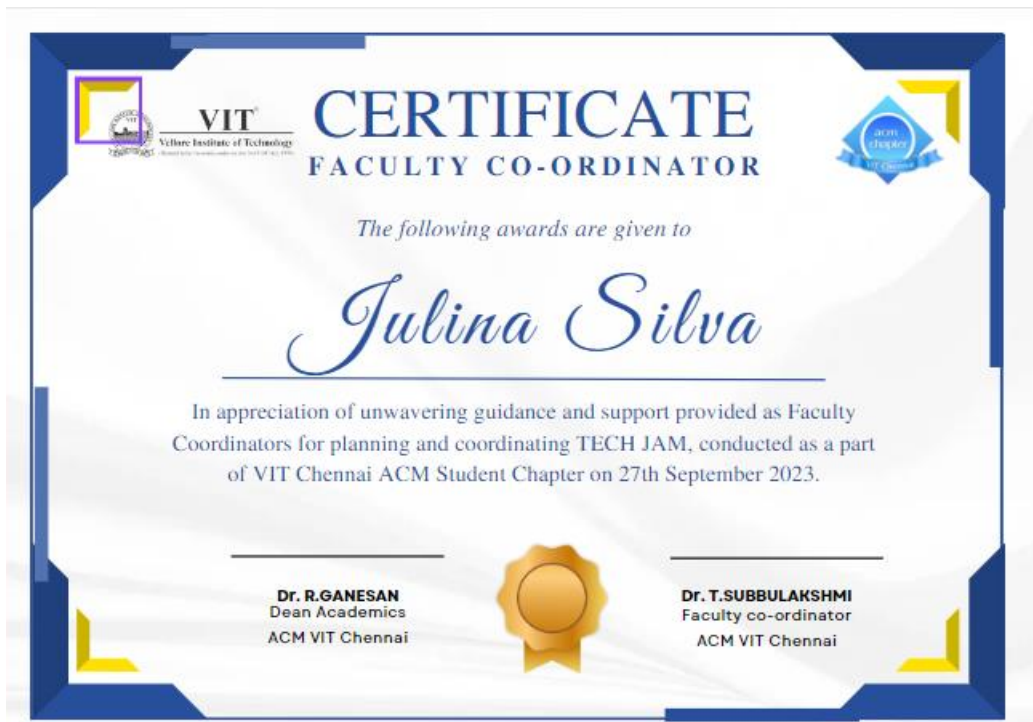 VIT
Vellore Institute of Technology
CERTIFICATE
FACULTY CO-ORDINATOR
acm
chapter
VIT Chennai
The following awards are given to
Julina Silva
In appreciation of unwavering guidance and support provided as Faculty
Coordinators for planning and coordinating TECH JAM, conducted as a part
of VIT Chennai ACM Student Chapter on 27th September 2023.
Dr. R.GANESAN
Dean Academics
ACM VIT Chennai
Dr. T.SUBBULAKSHMI
Faculty co-ordinator
ACM VIT Chennai